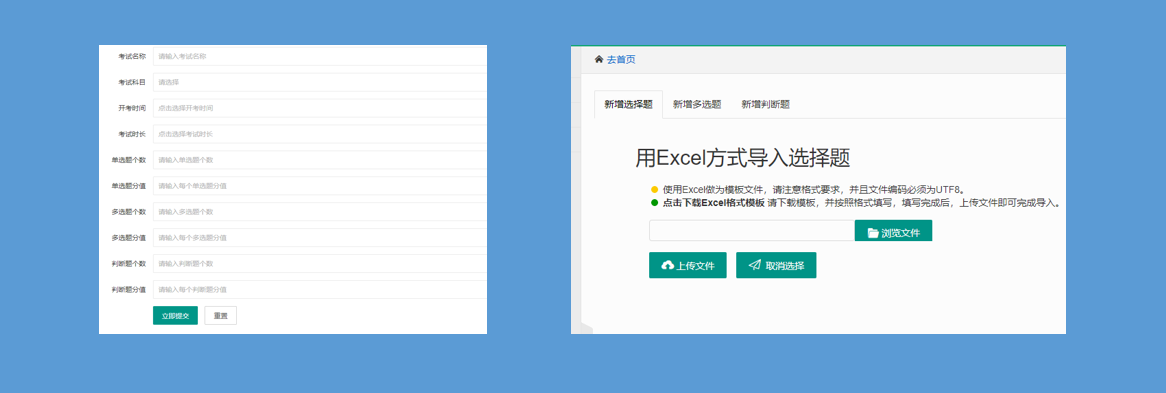 考试名称 请输入考试名称
考试科目 请选择
开考时间 点击选择开考时间
考试时长 点击选择考试时长
单选题个数 请输入单选题个数
单选题分值 请输入每个单选题分值
多选题个数 请输入多选题个数
多选题分值 请输入每个多选题分值
判断题个数 请输入判断题个数
判断题分值 请输入每个判断题分值
立即提交 重置
去首页
新增选择题 新增多选题 新增判断题
用Excel方式导入选择题
使用Excel做为模板文件，请注意格式要求，并且文件编码必须为UTF8。
点击下载Excel格式模板 请下载模板，并按照格式填写，填写完成后，上传文件即可完成导入。
浏览文件
上传文件 取消选择